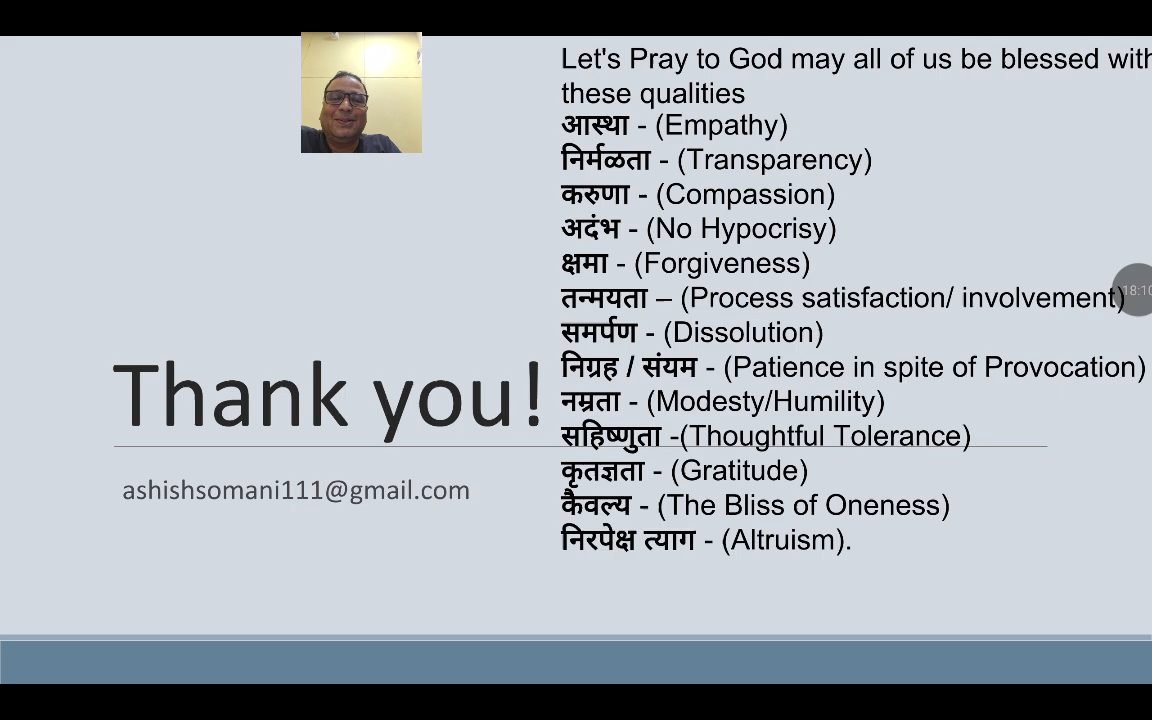 Let's Pray to God may all of us be blessed with
these qualities
आस्था - (Empathy)
निर्मळता - (Transparency)
करुणा - (Compassion)
अदंभ - (No Hypocrisy)
क्षमा - (Forgiveness)
तन्मयता – (Process satisfaction/ involvement)
समर्पण - (Dissolution)
निग्रह / संयम - (Patience in spite of Provocation)
नम्रता - (Modesty/Humility)
सहिष्णुता -(Thoughtful Tolerance)
कृतज्ञता - (Gratitude)
कैवल्य - (The Bliss of Oneness)
निरपेक्ष त्याग - (Altruism).
Thank you!
ashishsomani111@gmail.com
18:10